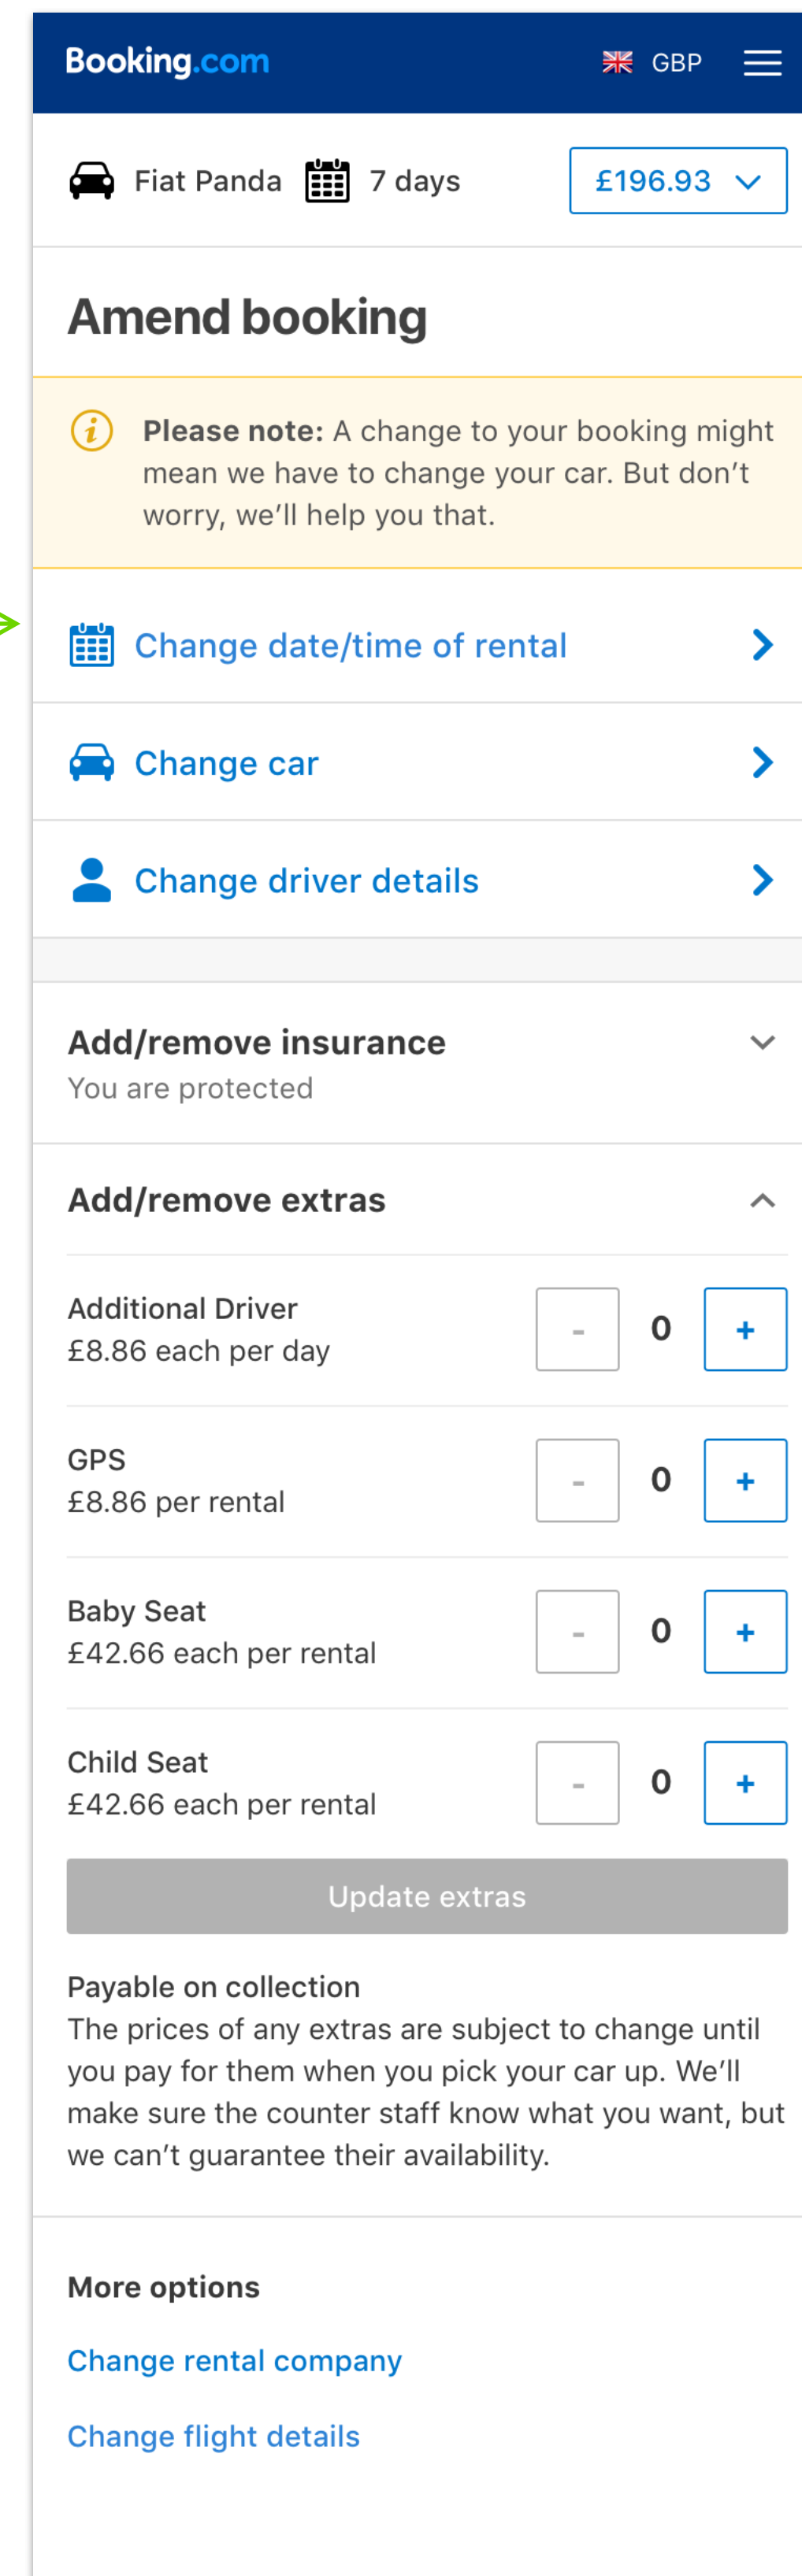 Booking.com GBP
Fiat Panda 7 days £196.93
Amend booking
Please note: A change to your booking might
mean we have to change your car. But don’t
worry, we’ll help you that.
Change date/time of rental
Change car
Change driver details
Add/remove insurance
You are protected
Add/remove extras
Additional Driver
£8.86 each per day
- 0 +
GPS
£8.86 per rental
- 0 +
Baby Seat
£42.66 each per rental
- 0 +
Child Seat
£42.66 each per rental
- 0 +
Update extras
Payable on collection
The prices of any extras are subject to change until
you pay for them when you pick your car up. We’ll
make sure the counter staff know what you want, but
we can’t guarantee their availability.
More options
Change rental company
Change flight details